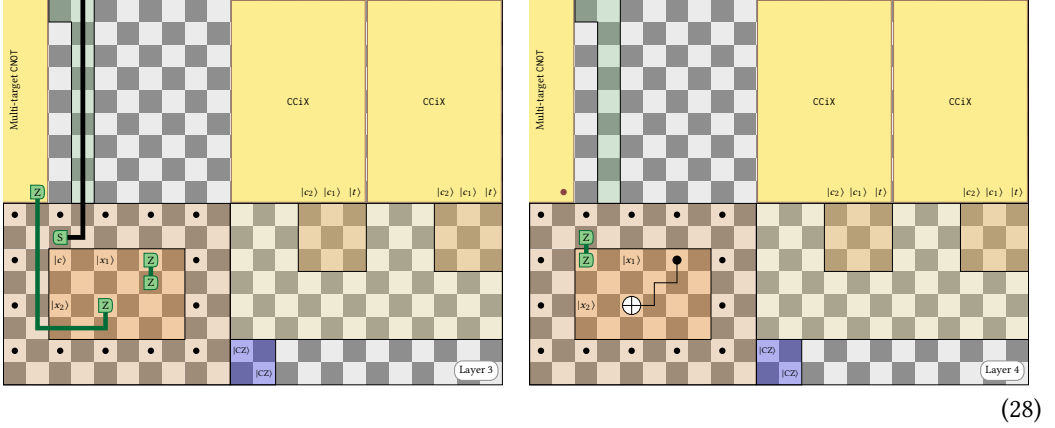 Multi-target CNOT
CCiX
CCiX
|c₂⟩ |c₁⟩ |t⟩
|c₂⟩ |c₁⟩ |t⟩
Z
S
|c⟩ |x₁⟩ Z
Z
|x₂⟩ Z
|CZ⟩
|CZ⟩
Layer 3
Multi-target CNOT
CCiX
CCiX
|c₂⟩ |c₁⟩ |t⟩
|c₂⟩ |c₁⟩ |t⟩
Z
Z |x₁⟩
|x₂⟩
|CZ⟩
|CZ⟩
Layer 4
(28)